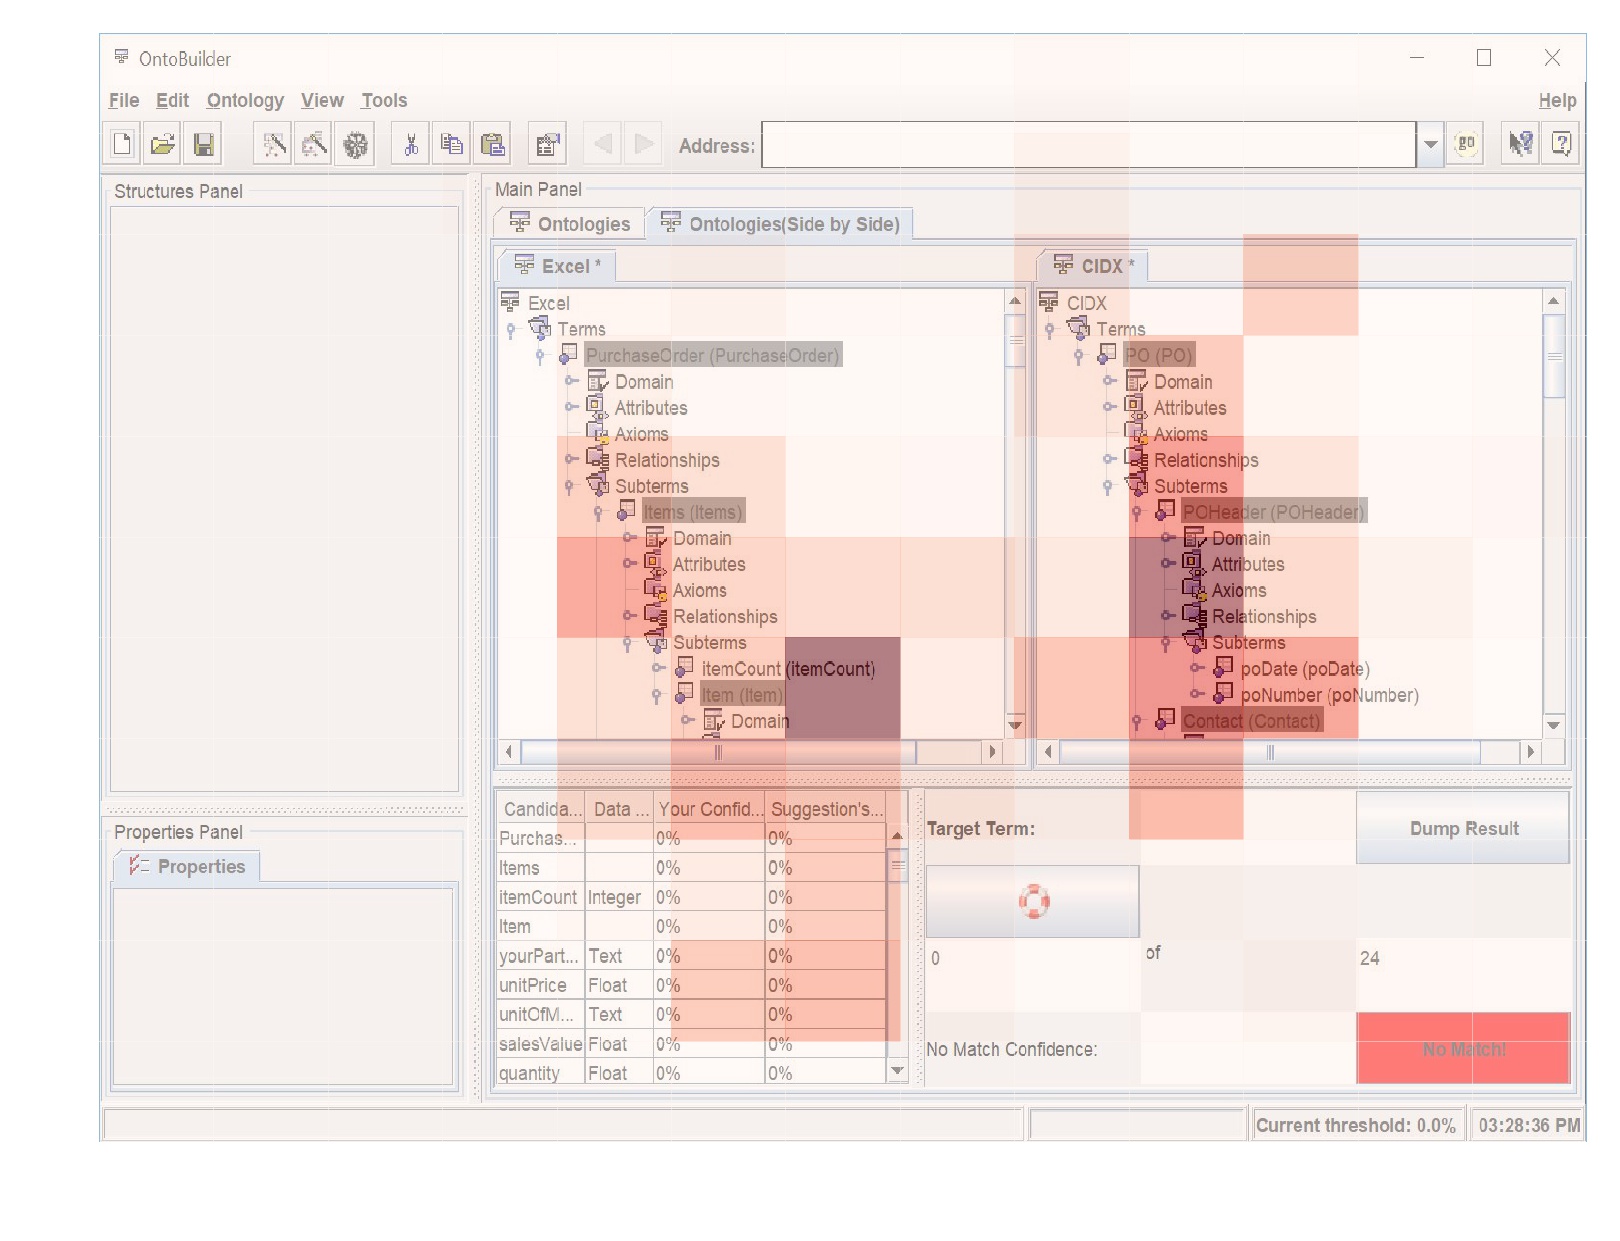 OntoBuilder
File Edit Ontology View Tools Help
Address: go
Structures Panel
Main Panel
Ontologies Ontologies(Side by Side)
Excel *
Excel
Terms
PurchaseOrder (PurchaseOrder)
Domain
Attributes
Axioms
Relationships
Subterms
Items (Items)
Domain
Attributes
Axioms
Relationships
Subterms
itemCount (itemCount)
Item (Item)
Domain
CIDX *
CIDX
Terms
PO (PO)
Domain
Attributes
Axioms
Relationships
Subterms
POHeader (POHeader)
Domain
Attributes
Axioms
Relationships
Subterms
poDate (poDate)
poNumber (poNumber)
Contact (Contact)
Properties Panel
Properties
Candida... Data ... Your Confid... Suggestion's...
Purchas... 0% 0%
Items 0% 0%
itemCount Integer 0% 0%
Item 0% 0%
yourPart... Text 0% 0%
unitPrice Float 0% 0%
unitOfM... Text 0% 0%
salesValue Float 0% 0%
quantity Float 0% 0%
Target Term: Dump Result
0 of 24
No Match Confidence: No Match!
Current threshold: 0.0% 03:28:36 PM